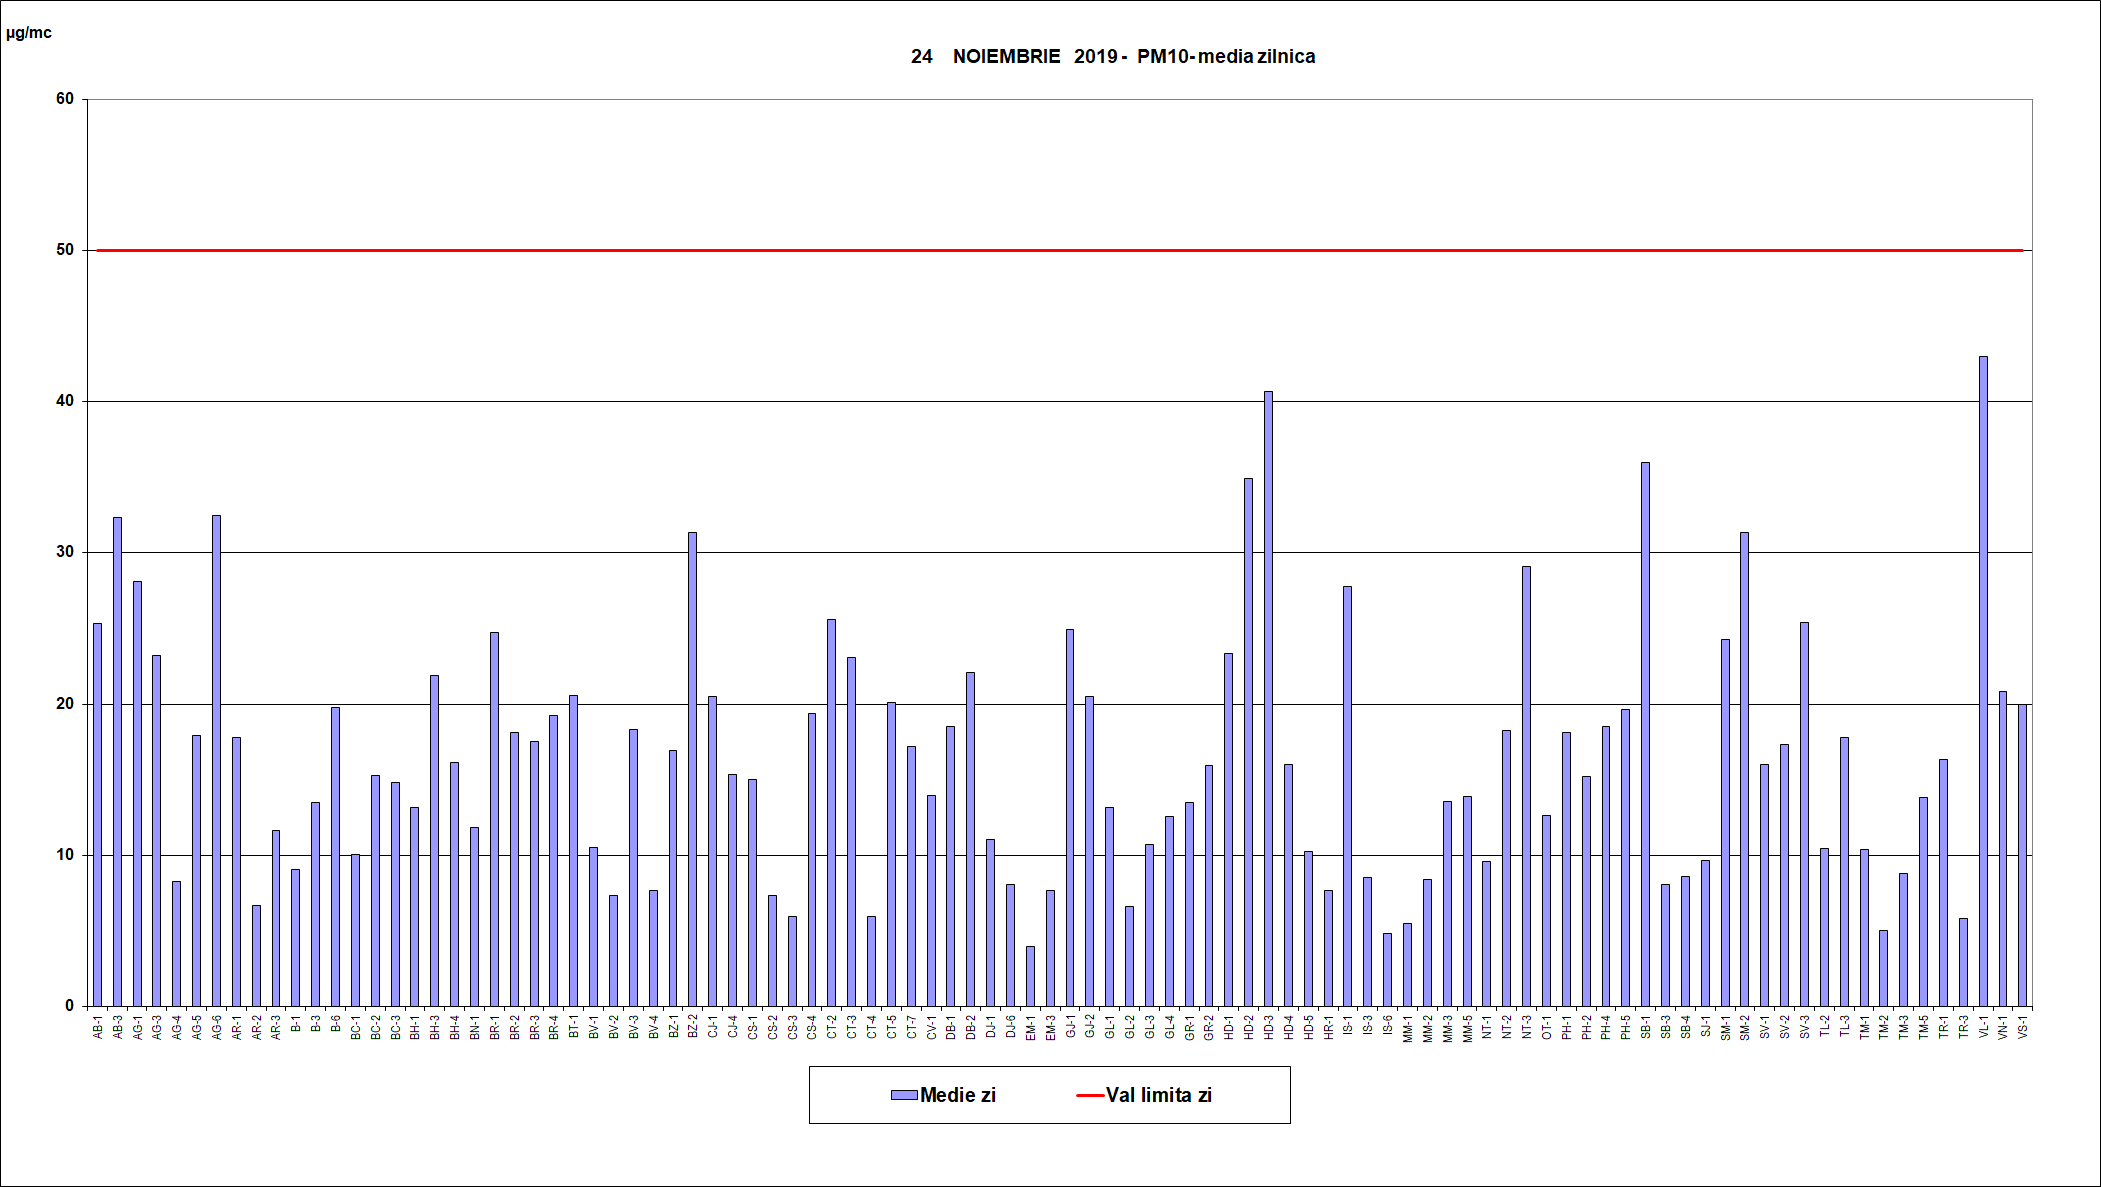 µg/mc
24 NOIEMBRIE 2019 - PM10- media zilnica
60
50
40
30
20
10
0
AB-1 AB-3 AG-1 AG-3 AG-4 AG-5 AG-6 AR-1 AR-2 AR-3 B-1 B-3 B-6 BC-1 BC-2 BC-3 BH-1 BH-3 BH-4 BN-1 BR-1 BR-2 BR-3 BR-4 BT-1 BV-1 BV-2 BV-3 BV-4 BZ-1 BZ-2 CJ-1 CJ-4 CS-1 CS-2 CS-3 CS-4 CT-2 CT-3 CT-4 CT-5 CT-7 CV-1 DB-1 DB-2 DJ-1 DJ-6 EM-1 EM-3 GJ-1 GJ-2 GL-1 GL-2 GL-3 GL-4 GR-1 GR-2 HD-1 HD-2 HD-3 HD-4 HD-5 HR-1 IS-1 IS-3 IS-6 MM-1 MM-2 MM-3 MM-5 NT-1 NT-2 NT-3 OT-1 PH-1 PH-2 PH-4 PH-5 SB-1 SB-3 SB-4 SJ-1 SM-1 SM-2 SV-1 SV-2 SV-3 TL-2 TL-3 TM-1 TM-2 TM-3 TM-5 TR-1 TR-3 VL-1 VN-1 VS-1
Medie zi Val limita zi